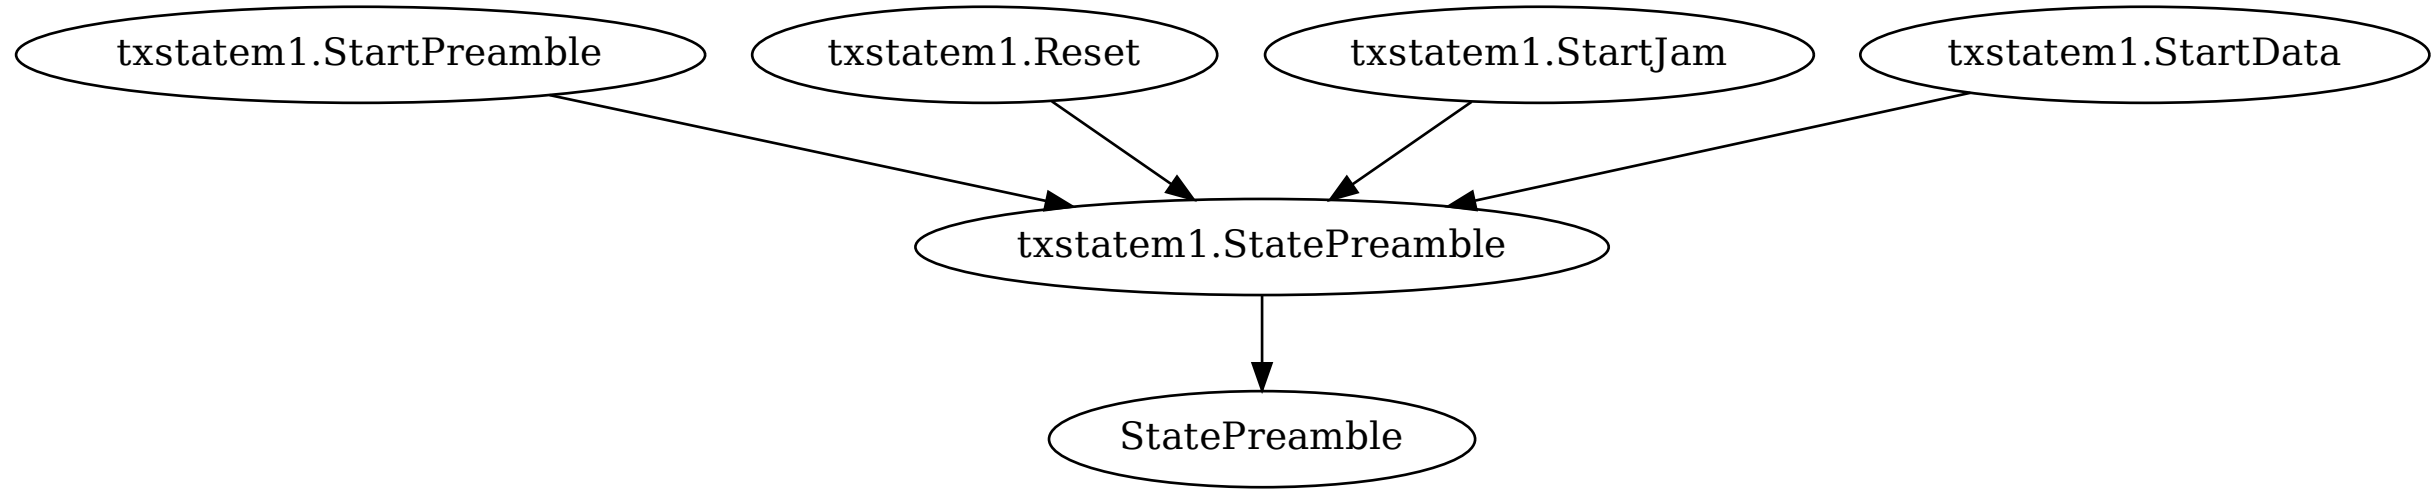 txstatem1.StartPreamble
txstatem1.Reset
txstatem1.StartJam
txstatem1.StartData
txstatem1.StatePreamble
StatePreamble